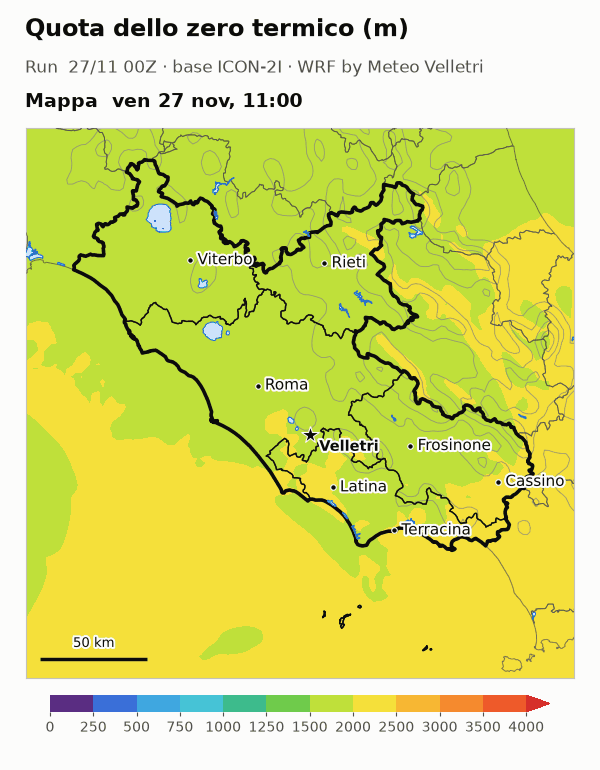 Quota dello zero termico (m)
Run  27/11 00Z · base ICON-2I · WRF by Meteo Velletri
Mappa  ven 27 nov, 11:00
Viterbo
Rieti
Roma
Velletri
Frosinone
Latina
Cassino
Terracina
50 km
0 250 500 750 1000 1250 1500 2000 2500 3000 3500 4000